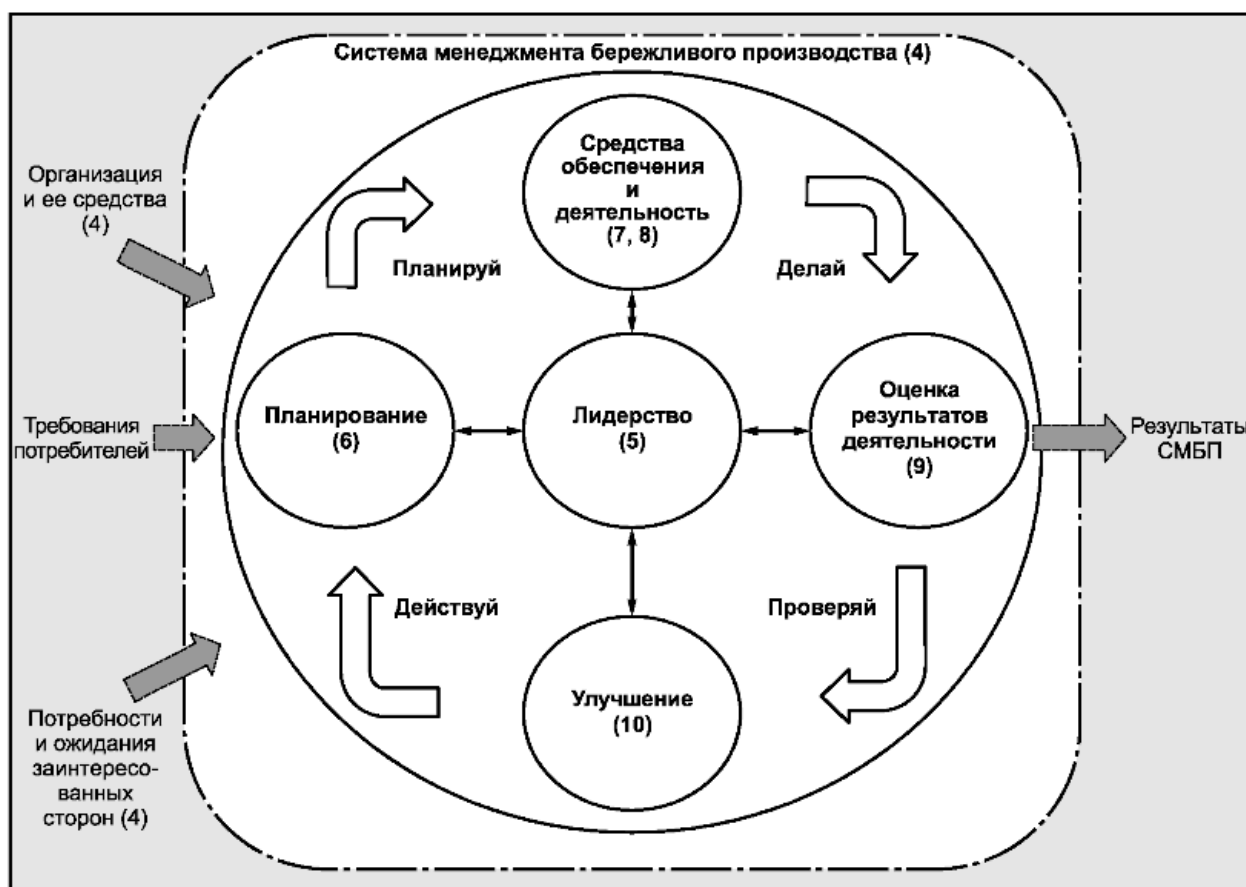 Система менеджмента бережливого производства (4)
Средства
обеспечения
и
деятельность
(7, 8)
Организация
и ее средства
(4)
Планируй
Делай
Планирование
(6)
Лидерство
(5)
Оценка
результатов
деятельности
(9)
Требования
потребителей
Результаты
СМБП
Действуй
Проверяй
Улучшение
(10)
Потребности
и ожидания
заинтересо-
ванных
сторон (4)